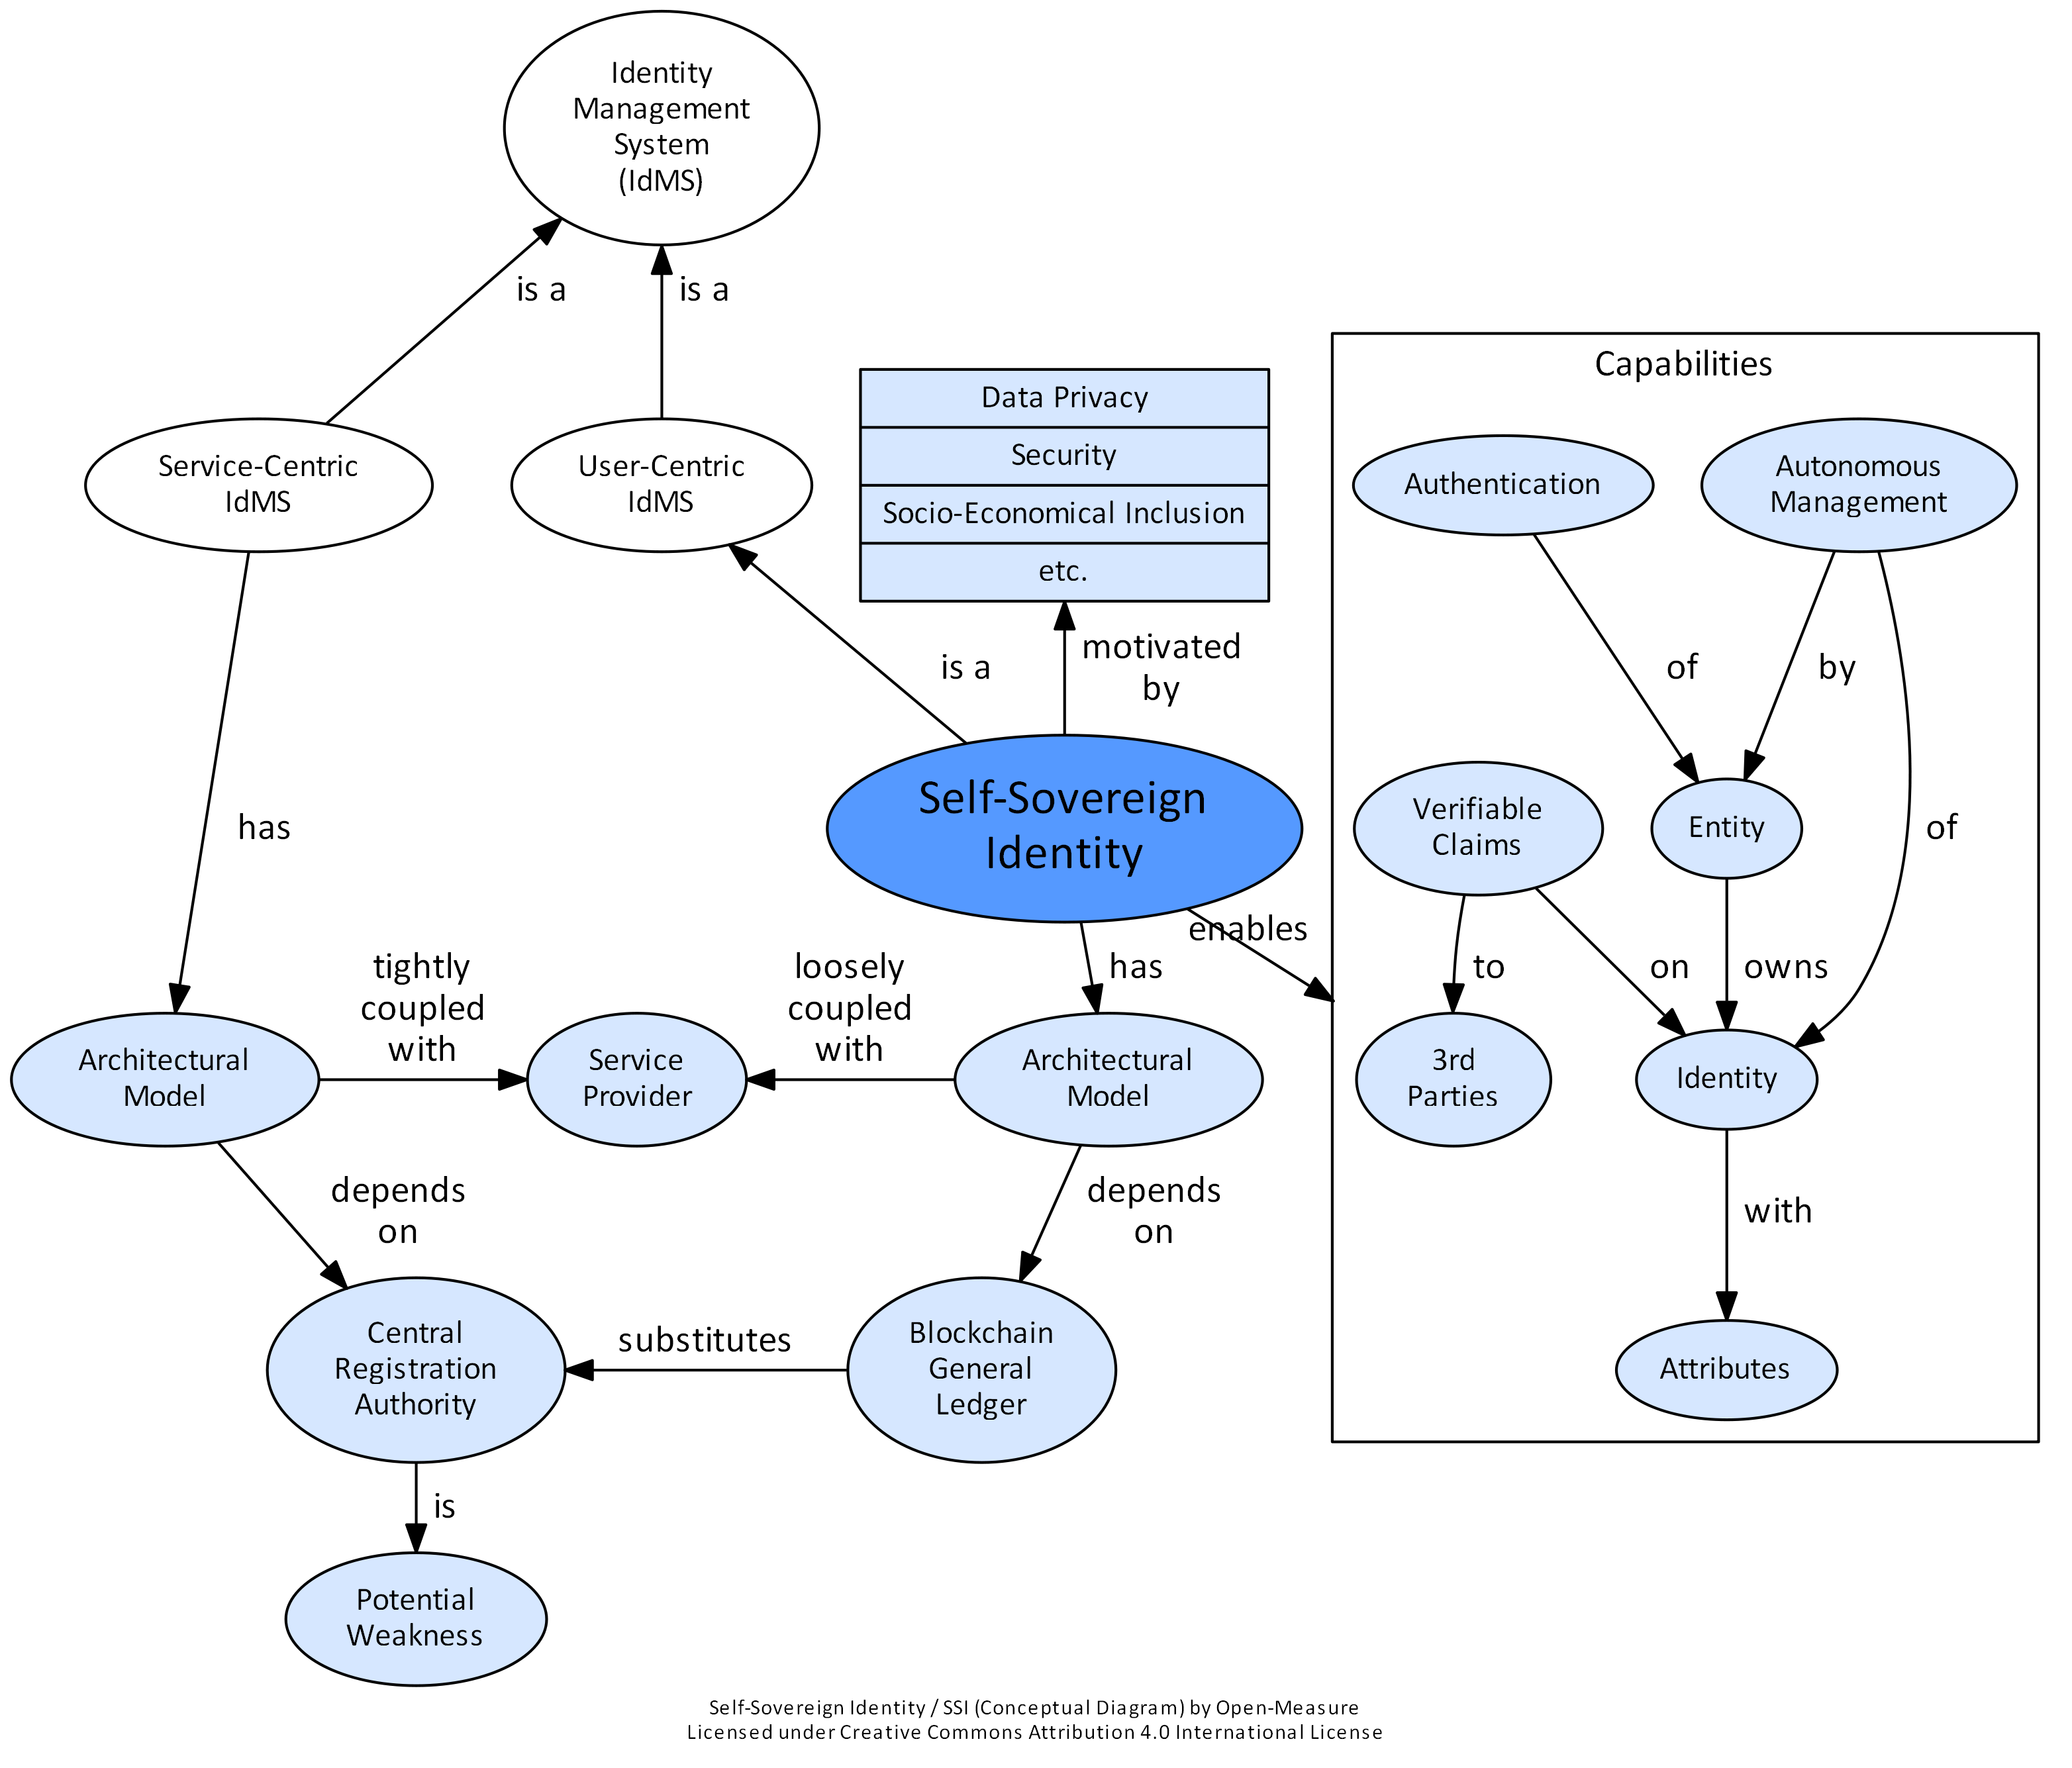 Identity
Management
System
(IdMS)
is a
is a
Capabilities
Data Privacy
Security
Socio-Economical Inclusion
etc.
Service-Centric
IdMS
User-Centric
IdMS
Authentication
Autonomous
Management
is a
motivated
by
of
by
has
Self-Sovereign
Identity
Verifiable
Claims
Entity
of
enables
tightly
coupled
with
loosely
coupled
with
has
to
on
owns
Architectural
Model
Service
Provider
Architectural
Model
3rd
Parties
Identity
depends
on
depends
on
with
Central
Registration
Authority
substitutes
Blockchain
General
Ledger
Attributes
is
Potential
Weakness
Self-Sovereign Identity / SSI (Conceptual Diagram) by Open-Measure
Licensed under Creative Commons Attribution 4.0 International License